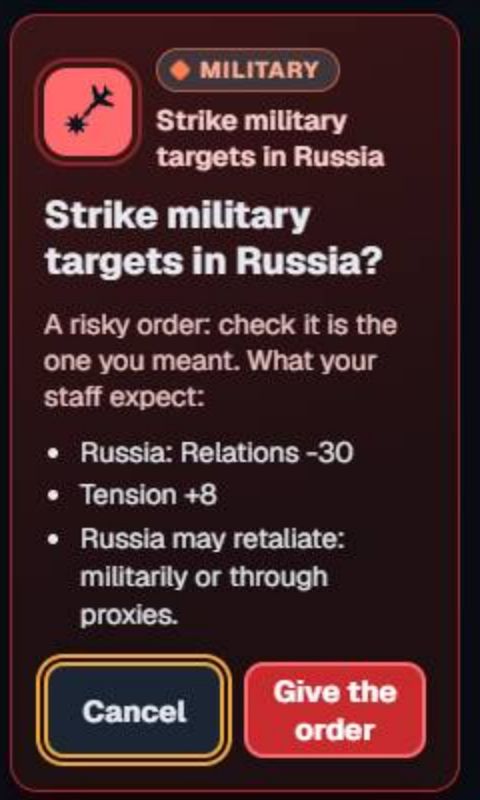 MILITARY
Strike military
targets in Russia
Strike military
targets in Russia?
A risky order: check it is the
one you meant. What your
staff expect:
• Russia: Relations -30
• Tension +8
• Russia may retaliate:
militarily or through
proxies.
Cancel
Give the
order